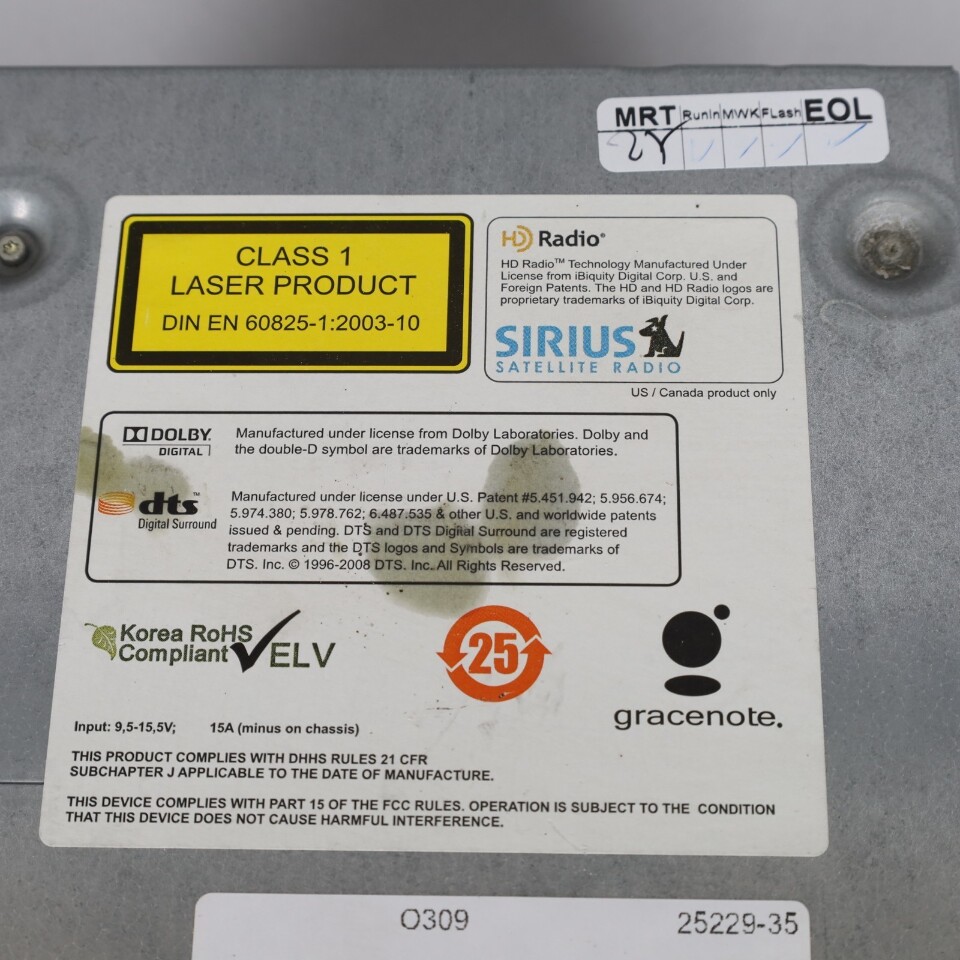 MRT RunIn MWK FLash EOL
CLASS 1
LASER PRODUCT
DIN EN 60825-1:2003-10
HD Radio®
HD Radio™ Technology Manufactured Under
License from iBiquity Digital Corp. U.S. and
Foreign Patents. The HD and HD Radio logos are
proprietary trademarks of iBiquity Digital Corp.
SIRIUS
SATELLITE RADIO
US / Canada product only
DOLBY
DIGITAL
Manufactured under license from Dolby Laboratories. Dolby and
the double-D symbol are trademarks of Dolby Laboratories.
dts™
Digital Surround
Manufactured under license under U.S. Patent #5.451.942; 5.956.674;
5.974.380; 5.978.762; 6.487.535 & other U.S. and worldwide patents
issued & pending. DTS and DTS Digital Surround are registered
trademarks and the DTS logos and Symbols are trademarks of
DTS. Inc. © 1996-2008 DTS. Inc. All Rights Reserved.
Korea RoHS
Compliant
ELV
25
gracenote.
Input: 9,5-15,5V; 15A (minus on chassis)
THIS PRODUCT COMPLIES WITH DHHS RULES 21 CFR
SUBCHAPTER J APPLICABLE TO THE DATE OF MANUFACTURE.
THIS DEVICE COMPLIES WITH PART 15 OF THE FCC RULES. OPERATION IS SUBJECT TO THE CONDITION
THAT THIS DEVICE DOES NOT CAUSE HARMFUL INTERFERENCE.
O309 25229-35